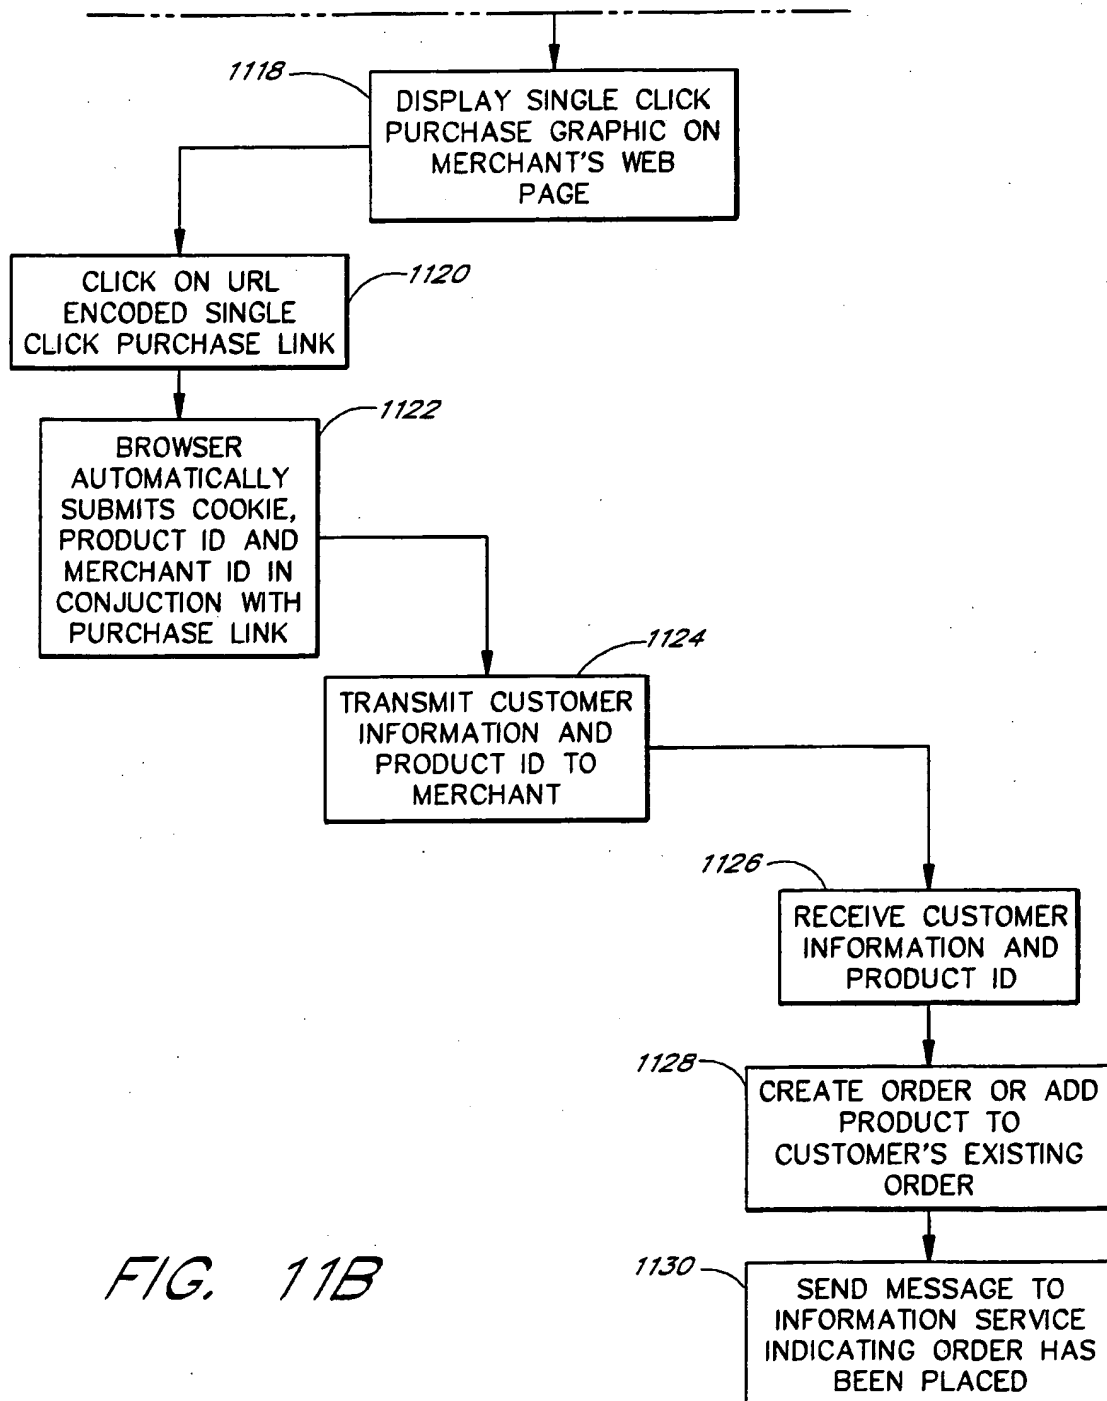 1118
DISPLAY SINGLE CLICK
PURCHASE GRAPHIC ON
MERCHANT'S WEB
PAGE
1120
CLICK ON URL
ENCODED SINGLE
CLICK PURCHASE LINK
1122
BROWSER
AUTOMATICALLY
SUBMITS COOKIE,
PRODUCT ID AND
MERCHANT ID IN
CONJUCTION WITH
PURCHASE LINK
1124
TRANSMIT CUSTOMER
INFORMATION AND
PRODUCT ID TO
MERCHANT
1126
RECEIVE CUSTOMER
INFORMATION AND
PRODUCT ID
1128
CREATE ORDER OR ADD
PRODUCT TO
CUSTOMER'S EXISTING
ORDER
1130
SEND MESSAGE TO
INFORMATION SERVICE
INDICATING ORDER HAS
BEEN PLACED
FIG. 11B